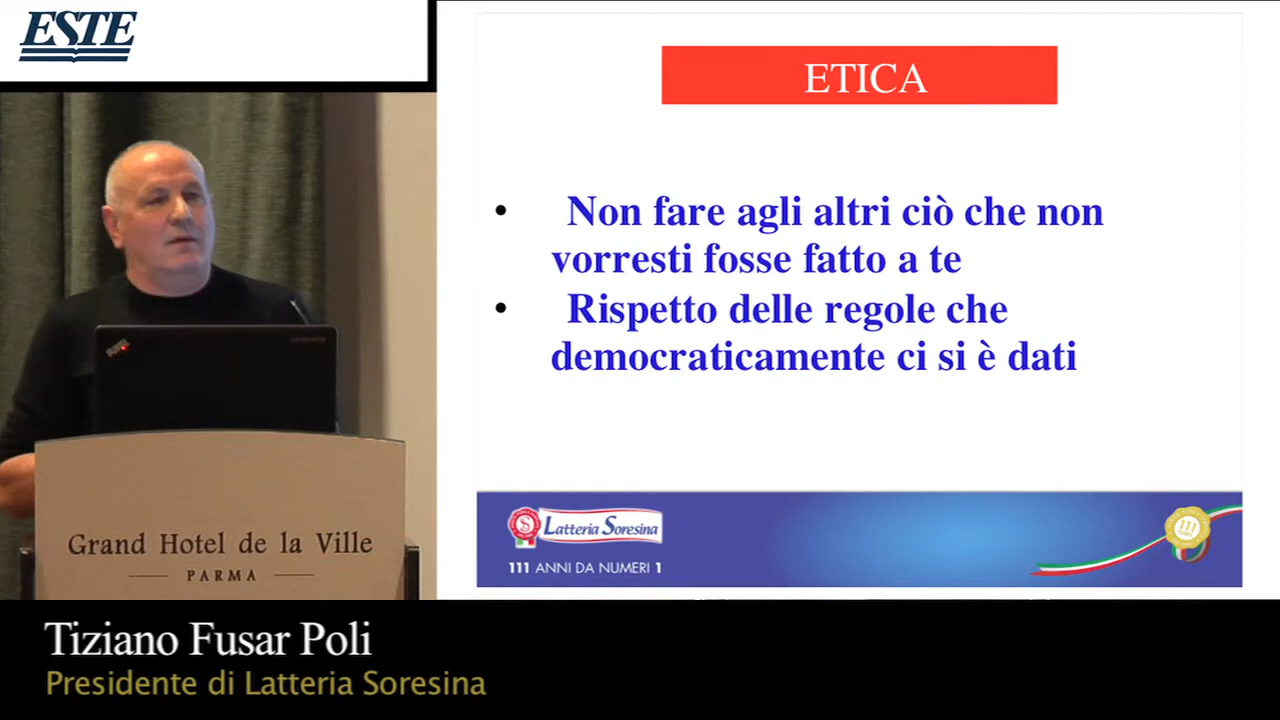 ESTE
ETICA
• Non fare agli altri ciò che non
vorresti fosse fatto a te
• Rispetto delle regole che
democraticamente ci si è dati
Latteria Soresina
111 ANNI DA NUMERI 1
111
Grand Hotel de la Ville
PARMA
Tiziano Fusar Poli
Presidente di Latteria Soresina